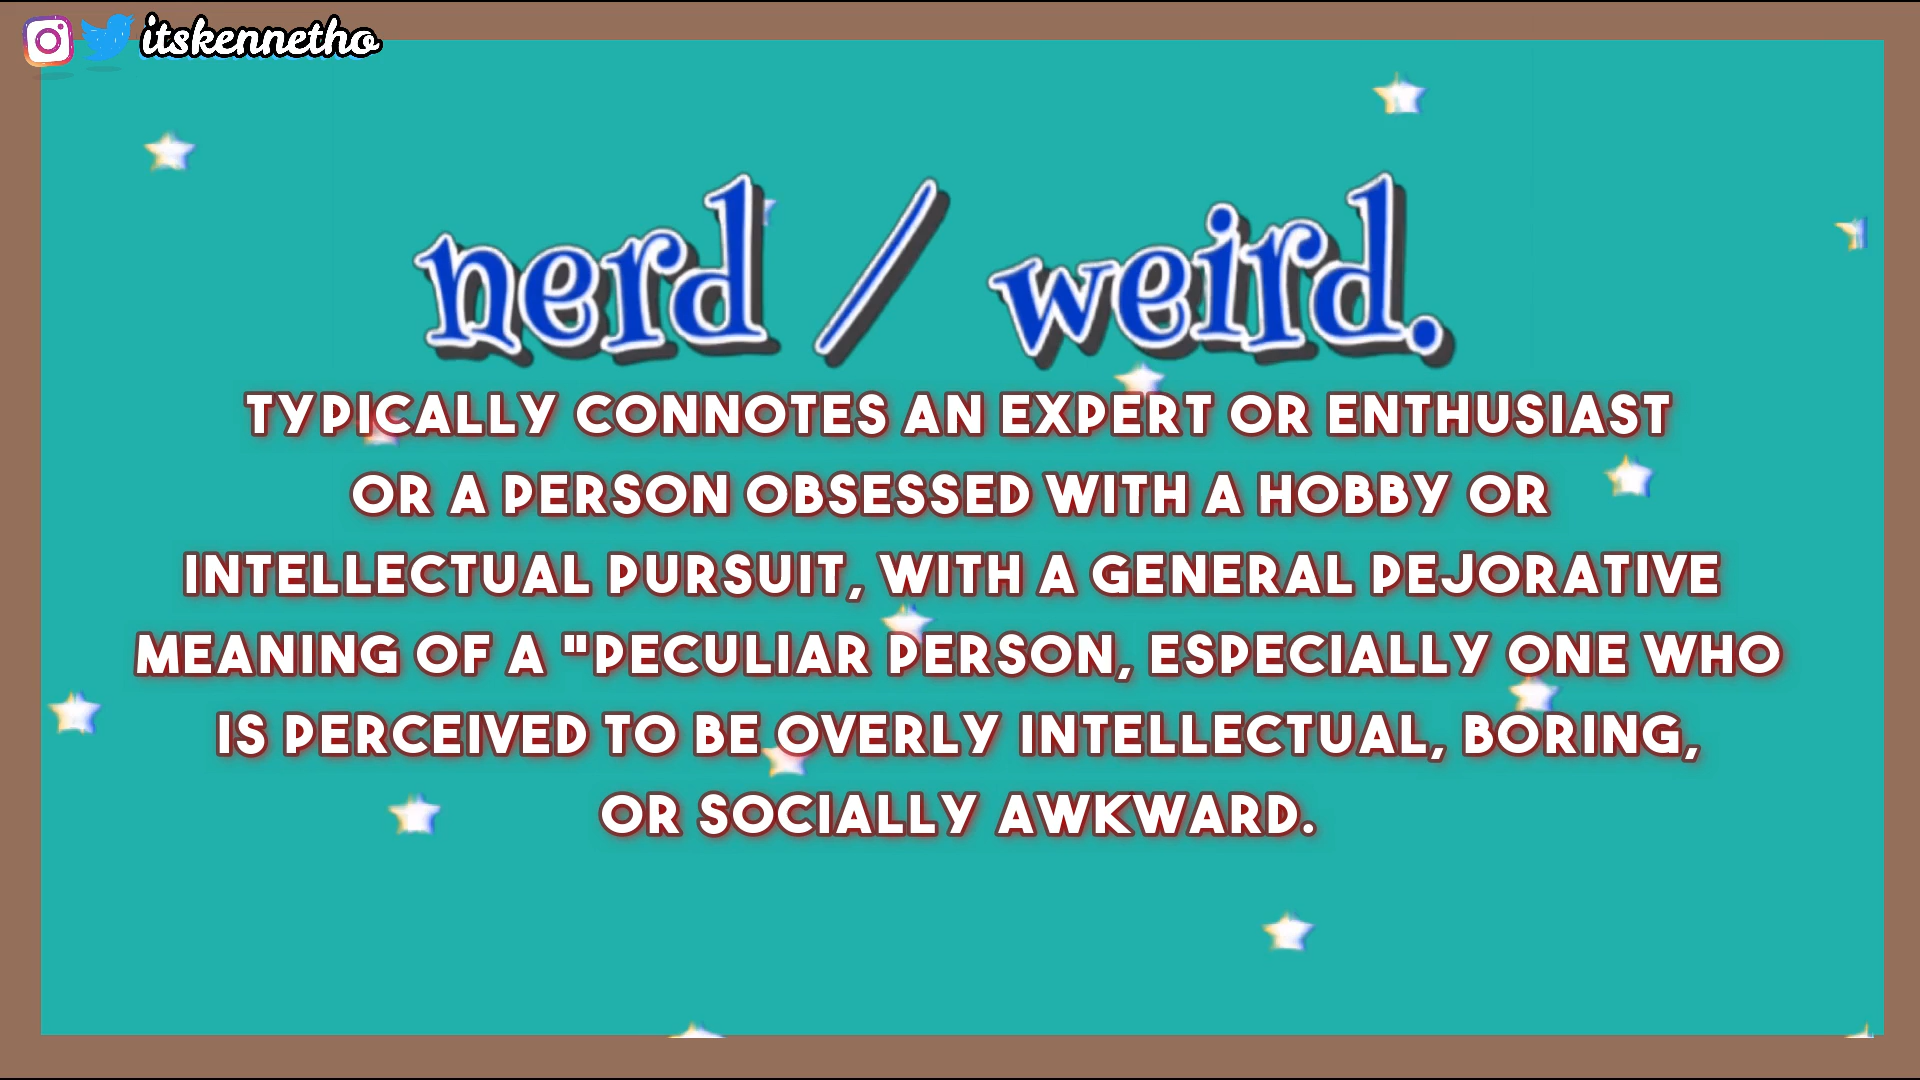 itskennetho
nerd / weird.
TYPICALLY CONNOTES AN EXPERT OR ENTHUSIAST
OR A PERSON OBSESSED WITH A HOBBY OR
INTELLECTUAL PURSUIT, WITH A GENERAL PEJORATIVE
MEANING OF A "PECULIAR PERSON, ESPECIALLY ONE WHO
IS PERCEIVED TO BE OVERLY INTELLECTUAL, BORING,
OR SOCIALLY AWKWARD.